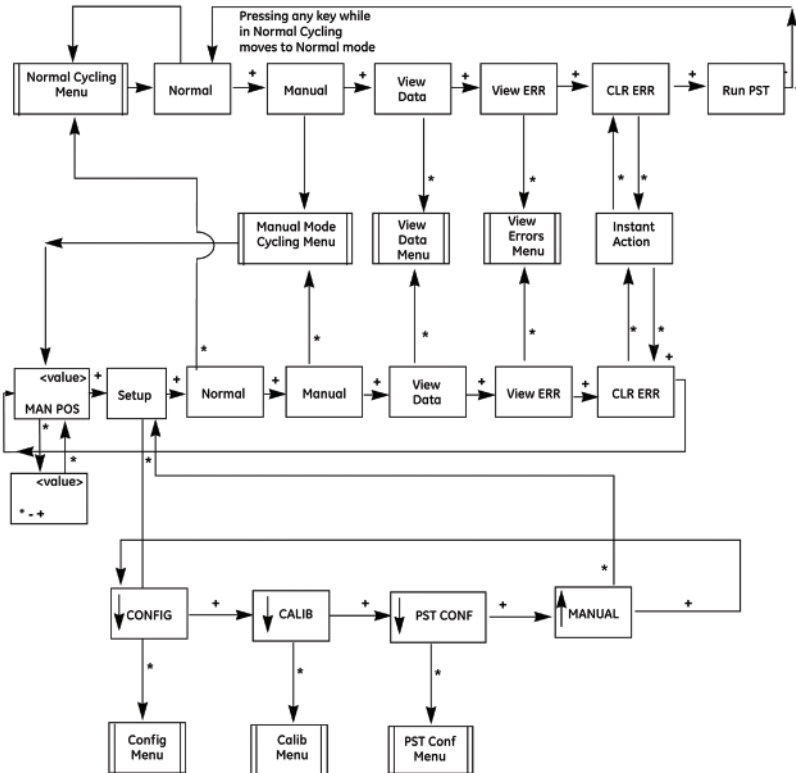 Pressing any key while
in Normal Cycling
moves to Normal mode
Normal Cycling
Menu
Normal
+
Manual
+
View
Data
+
View ERR
+
CLR ERR
+
Run PST
*
*
*
*
Manual Mode
Cycling Menu
View
Data
Menu
View
Errors
Menu
Instant
Action
*
*
*
*
*
*
+
<value>
MAN POS
+
Setup
+
Normal
+
Manual
+
View
Data
+
View ERR
+
CLR ERR
*
*
*
<value>
* - +
*
CONFIG
+
CALIB
+
PST CONF
+
MANUAL
+
*
*
*
Config
Menu
Calib
Menu
PST Conf
Menu